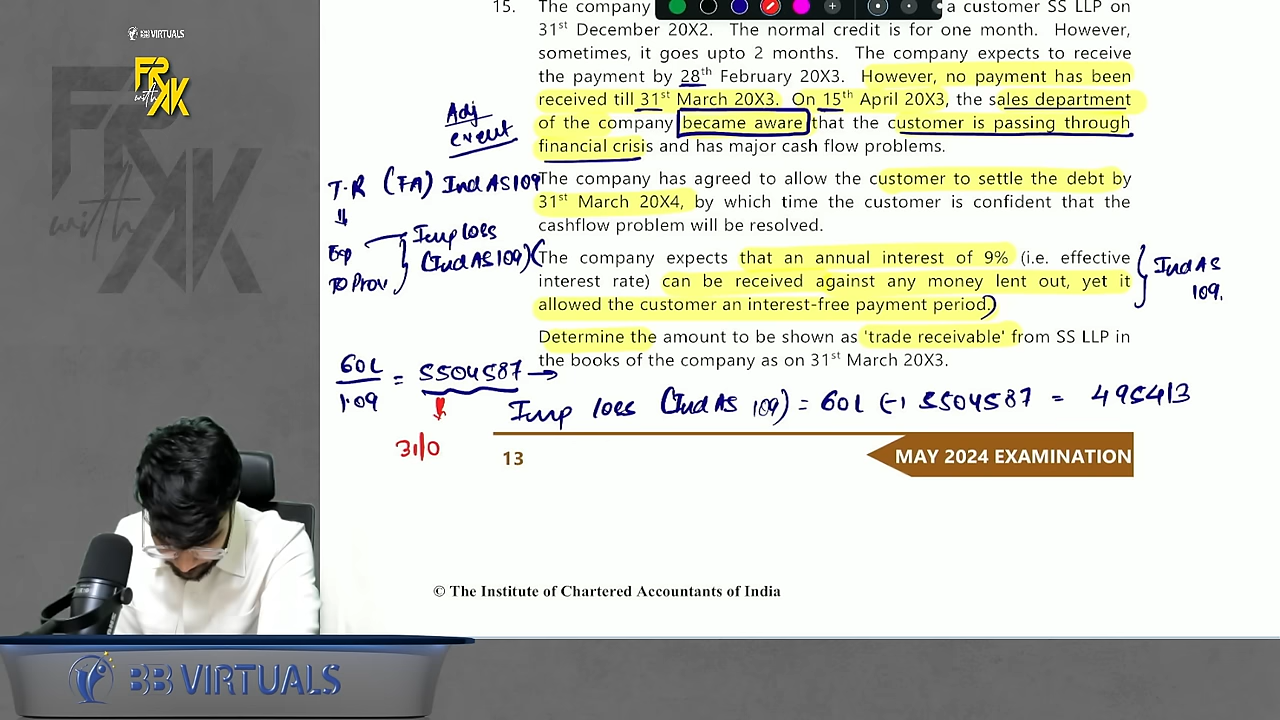 BB VIRTUALS
FR
with
AK
FR
with
AK
15. The company a customer SS LLP on
31st December 20X2. The normal credit is for one month. However,
sometimes, it goes upto 2 months. The company expects to receive
the payment by 28th February 20X3. However, no payment has been
received till 31st March 20X3. On 15th April 20X3, the sales department
of the company became aware that the customer is passing through
financial crisis and has major cash flow problems.
Adj
event
The company has agreed to allow the customer to settle the debt by
31st March 20X4, by which time the customer is confident that the
cashflow problem will be resolved.
T.R (FA) Ind AS 109
Exp
To Prov
Imp loss
(Ind AS 109)
The company expects that an annual interest of 9% (i.e. effective
interest rate) can be received against any money lent out, yet it
allowed the customer an interest-free payment period.
Ind AS
109.
Determine the amount to be shown as 'trade receivable' from SS LLP in
the books of the company as on 31st March 20X3.
60L
1.09
= 5504587
Imp loss (Ind AS 109) = 60L (-) 5504587 = 495413
13
MAY 2024 EXAMINATION
© The Institute of Chartered Accountants of India
BB VIRTUALS